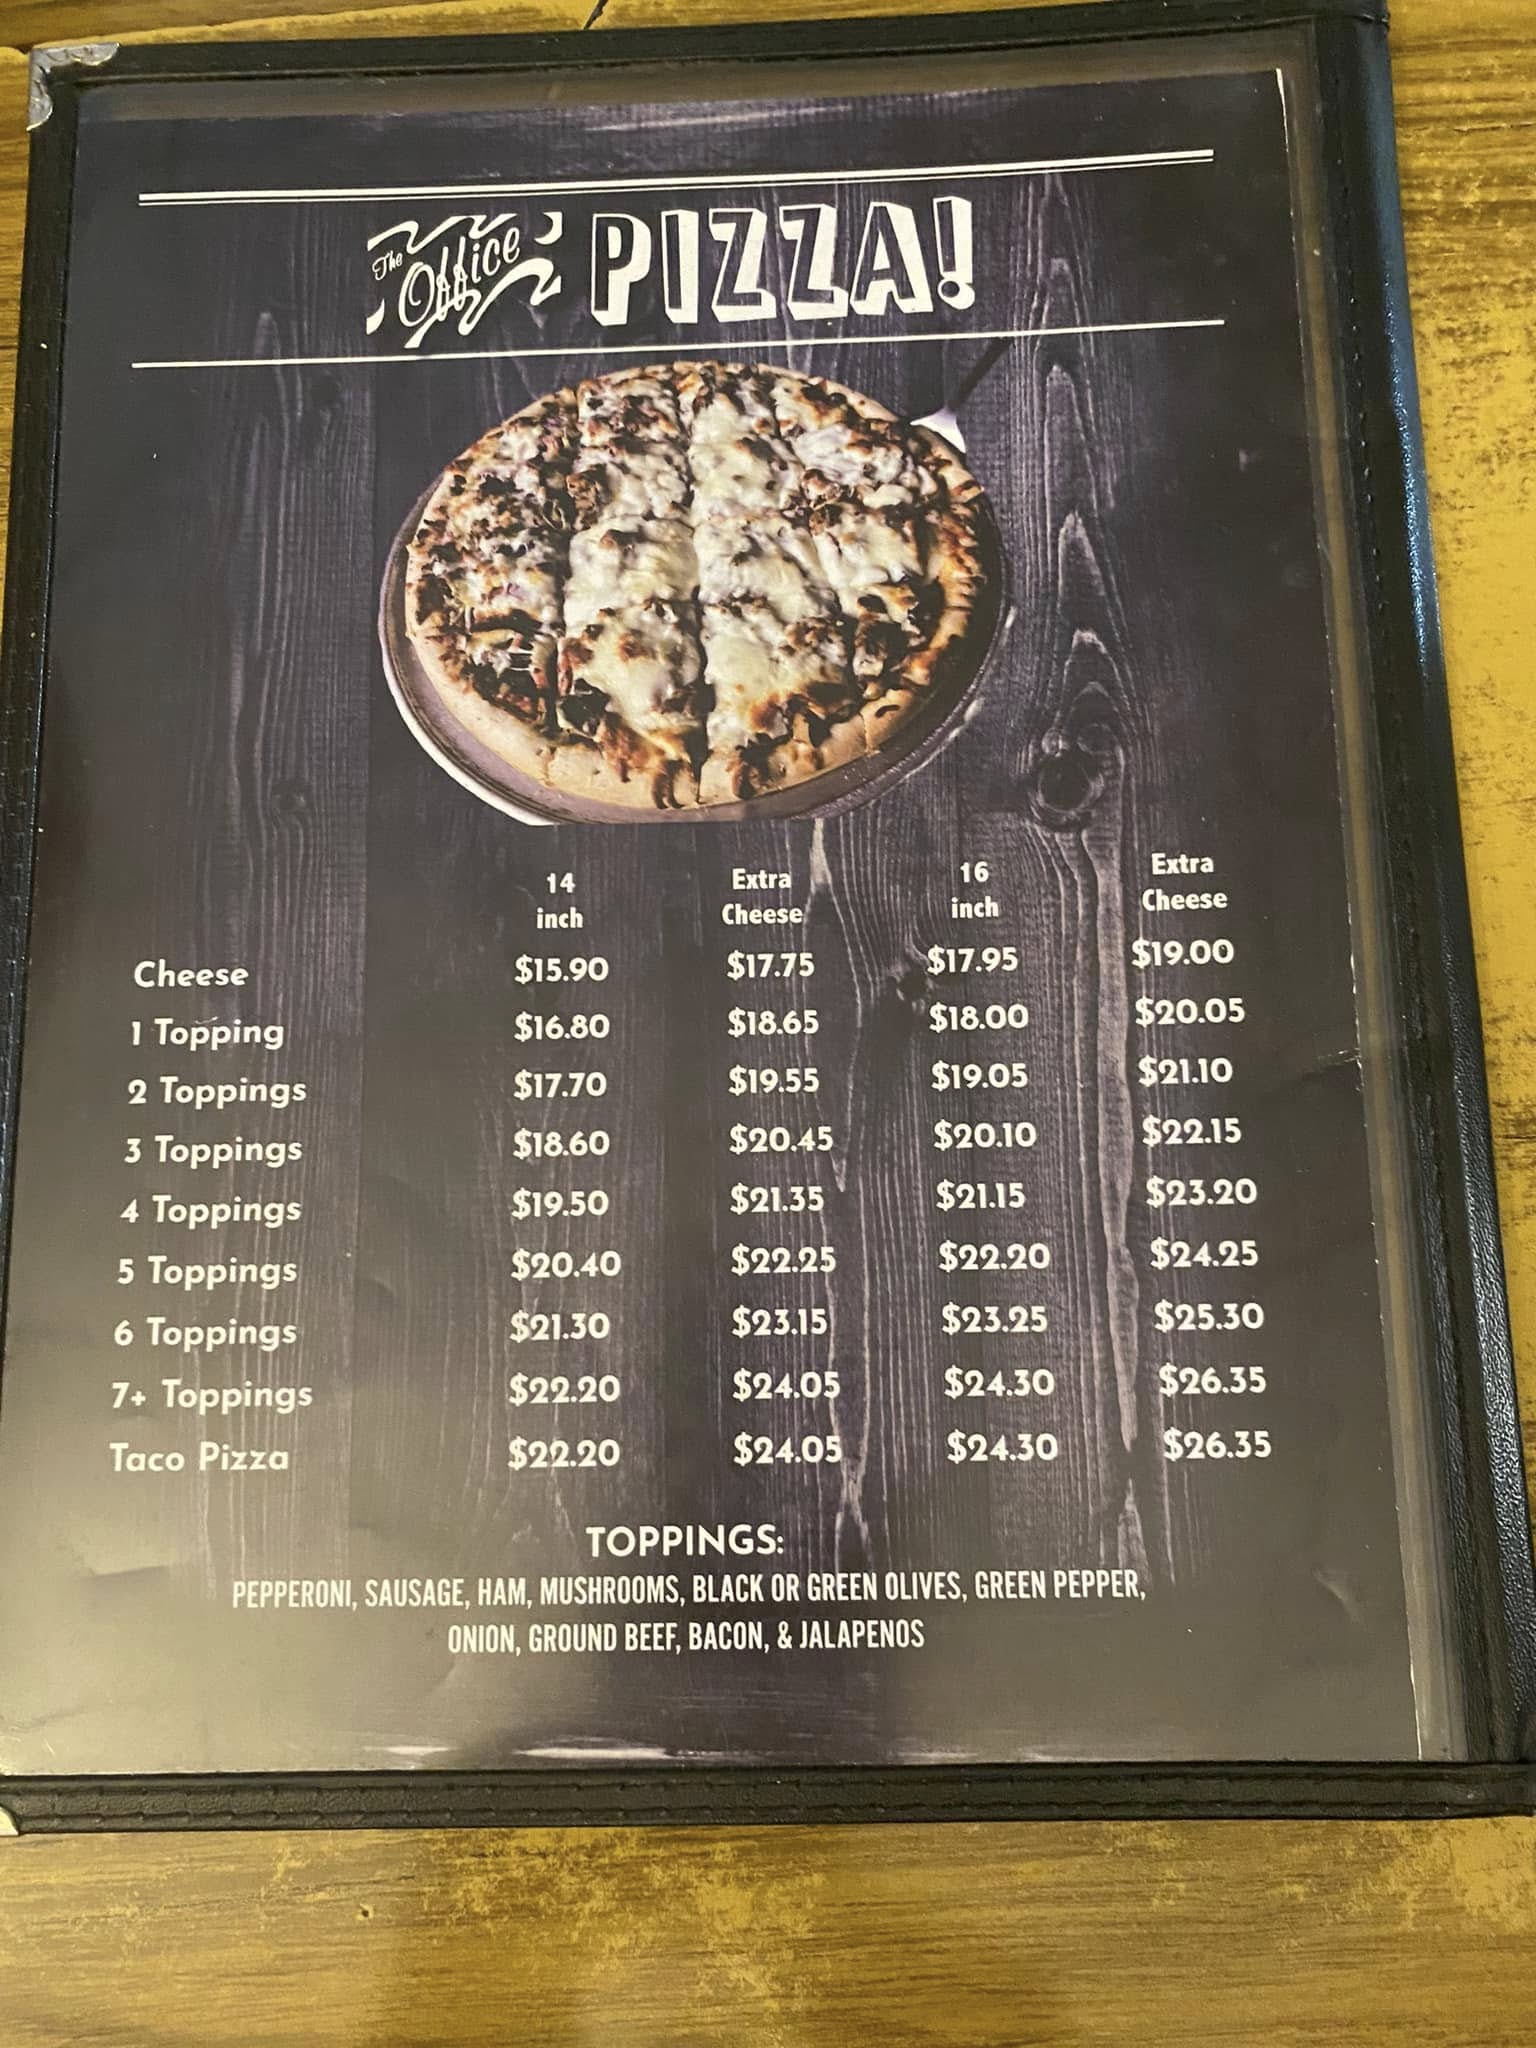 The Office PIZZA!
14 inch Extra Cheese 16 inch Extra Cheese
Cheese $15.90 $17.75 $17.95 $19.00
1 Topping $16.80 $18.65 $18.00 $20.05
2 Toppings $17.70 $19.55 $19.05 $21.10
3 Toppings $18.60 $20.45 $20.10 $22.15
4 Toppings $19.50 $21.35 $21.15 $23.20
5 Toppings $20.40 $22.25 $22.20 $24.25
6 Toppings $21.30 $23.15 $23.25 $25.30
7+ Toppings $22.20 $24.05 $24.30 $26.35
Taco Pizza $22.20 $24.05 $24.30 $26.35
TOPPINGS:
PEPPERONI, SAUSAGE, HAM, MUSHROOMS, BLACK OR GREEN OLIVES, GREEN PEPPER,
ONION, GROUND BEEF, BACON, & JALAPENOS